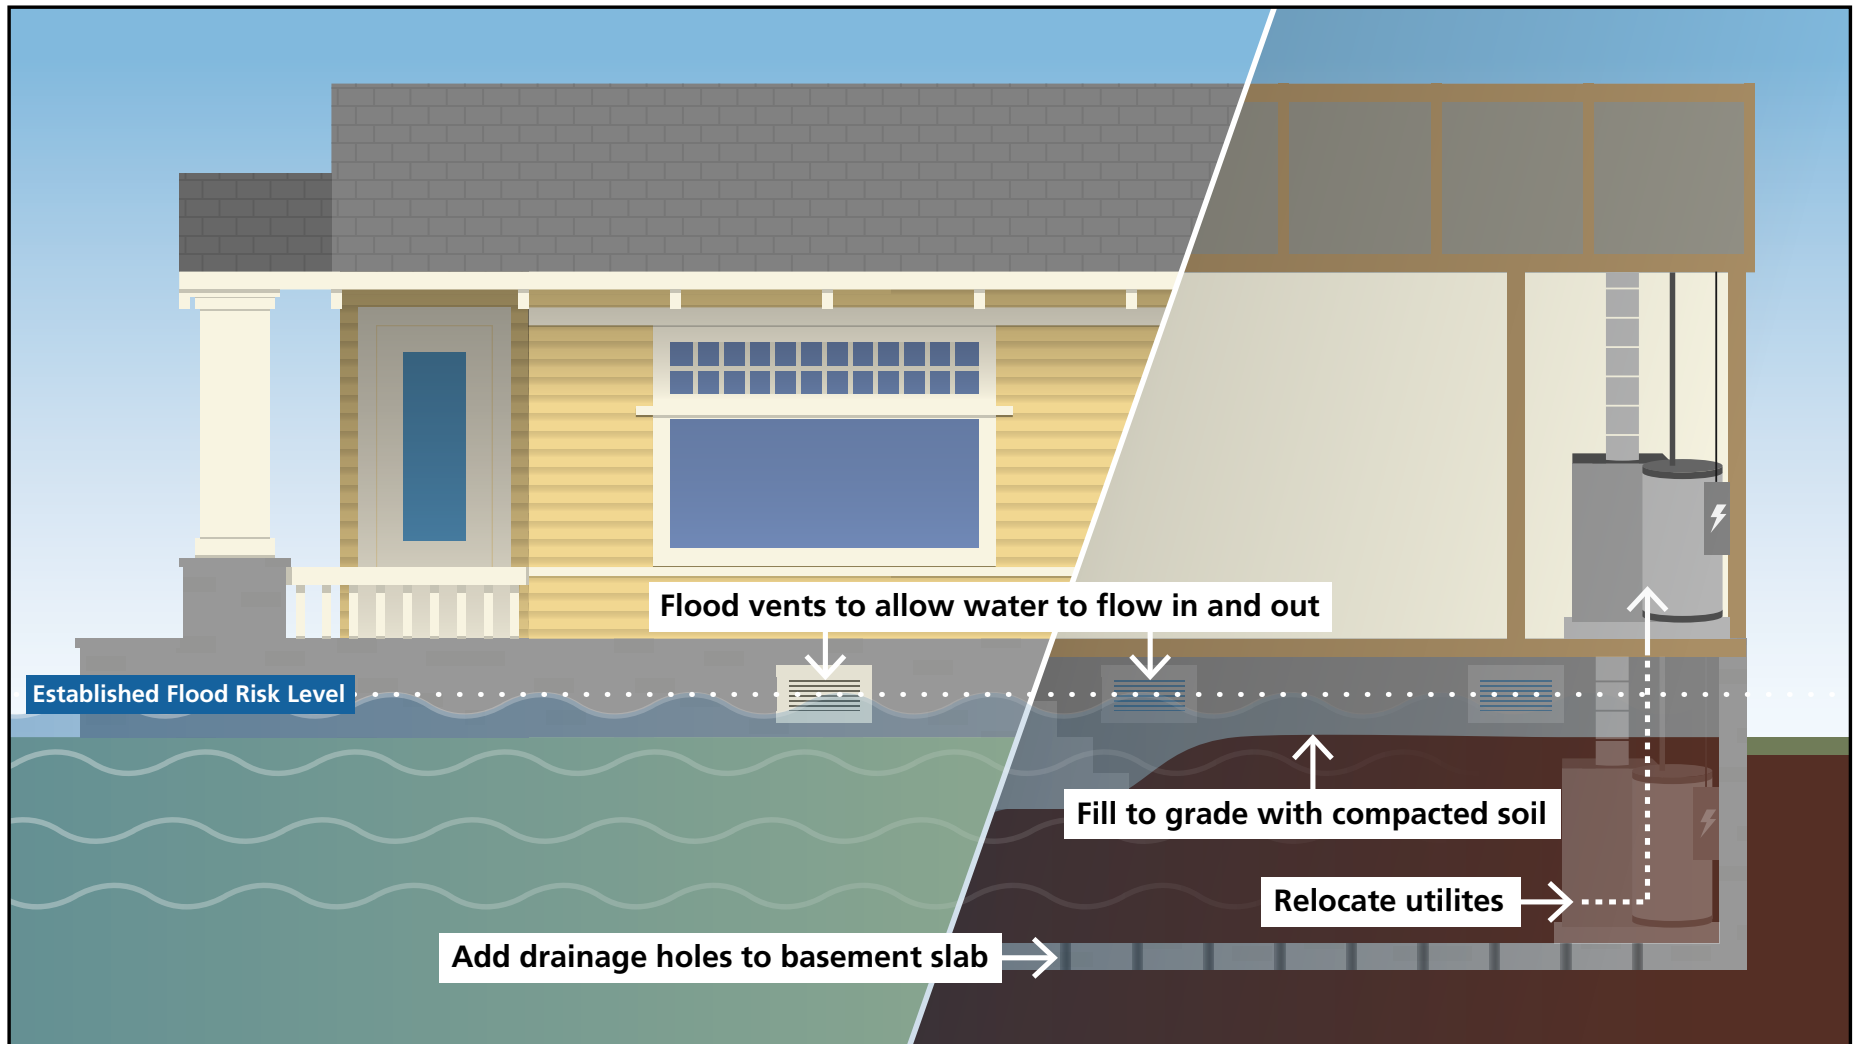 Flood vents to allow water to flow in and out
Established Flood Risk Level
Fill to grade with compacted soil
Relocate utilites
Add drainage holes to basement slab